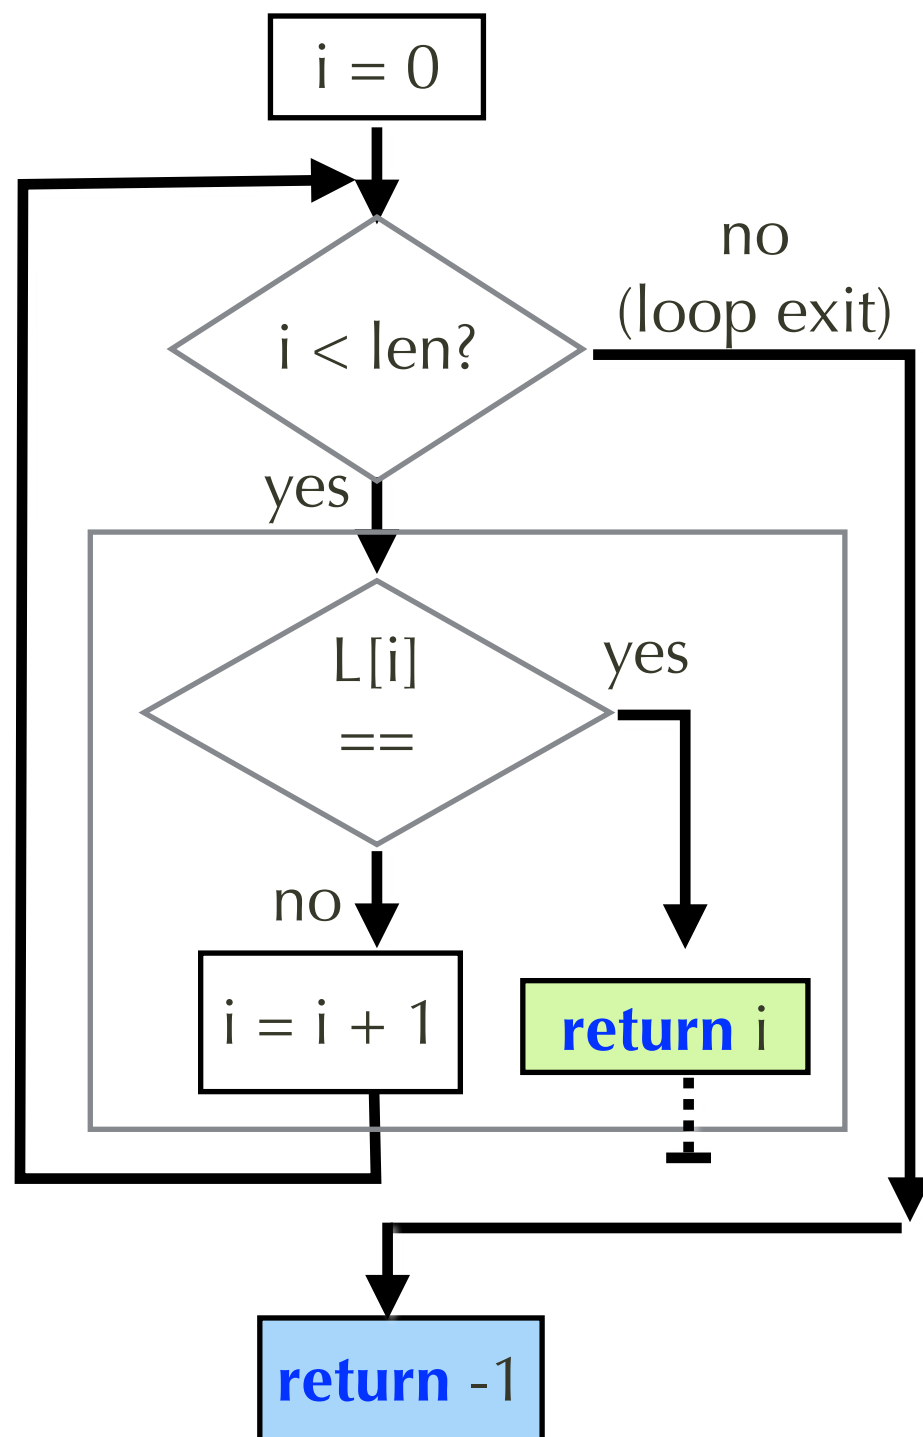 i = 0
no
(loop exit)
i < len?
yes
L[i]
==
yes
no
i = i + 1
return i
return -1